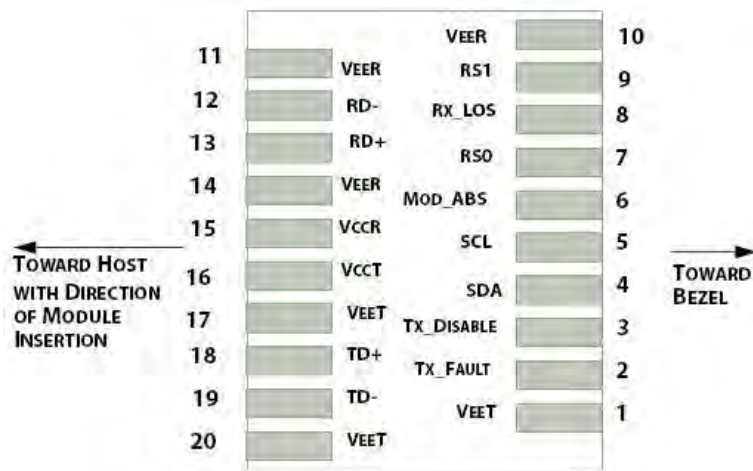 11 VEER
12 RD-
13 RD+
14 VEER
15 VCCR
16 VCCT
17 VEET
18 TD+
19 TD-
20 VEET
VEER 10
RS1 9
RX_LOS 8
RS0 7
MOD_ABS 6
SCL 5
SDA 4
TX_DISABLE 3
TX_FAULT 2
VEET 1
TOWARD HOST
WITH DIRECTION
OF MODULE
INSERTION
TOWARD
BEZEL